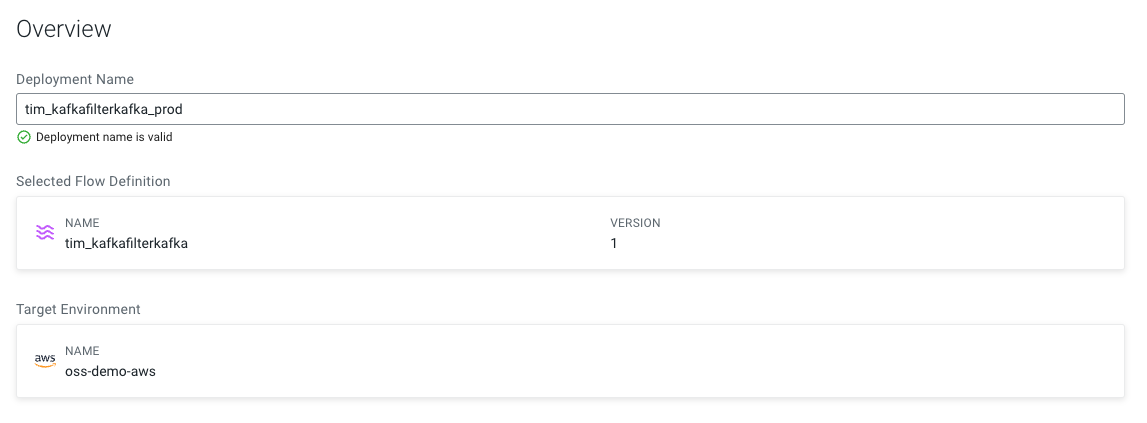 Overview
Deployment Name
tim_kafkafilterkafka_prod
Deployment name is valid
Selected Flow Definition
NAME VERSION
tim_kafkafilterkafka 1
Target Environment
aws NAME
oss-demo-aws